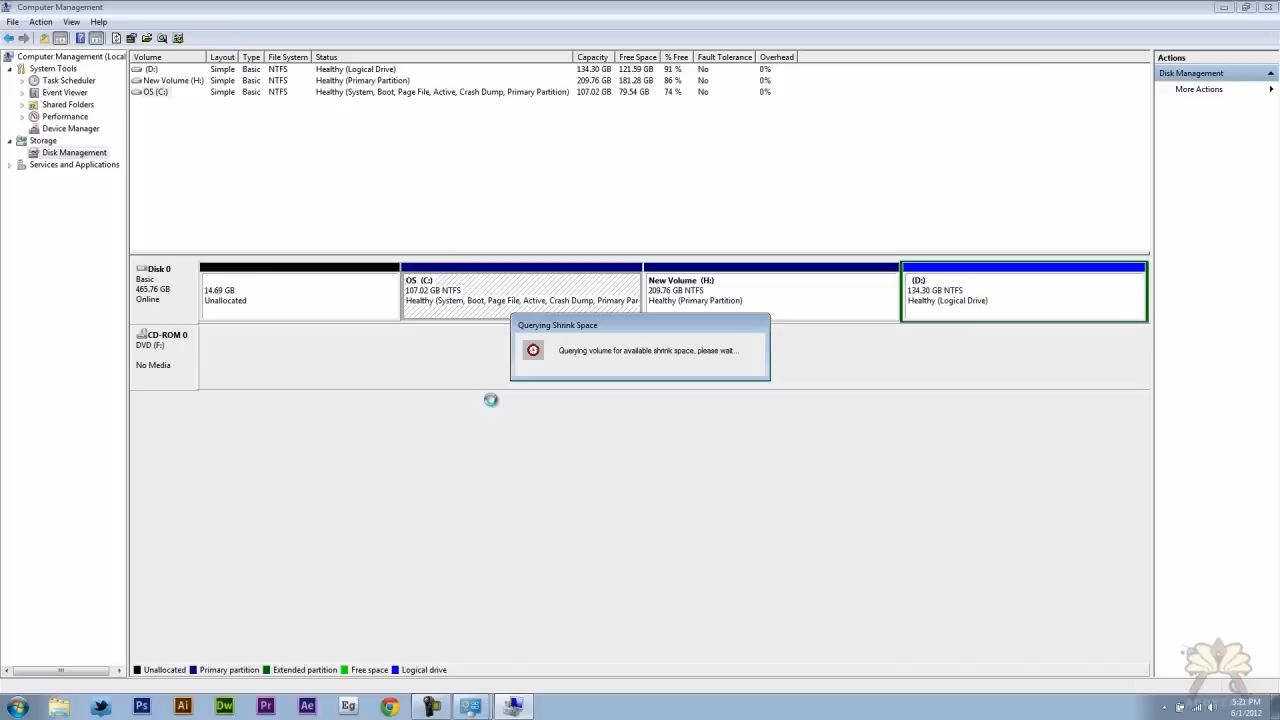 Computer Management
File Action View Help
Computer Management (Local
System Tools
Task Scheduler
Event Viewer
Shared Folders
Performance
Device Manager
Storage
Disk Management
Services and Applications
Volume Layout Type File System Status Capacity Free Space % Free Fault Tolerance Overhead
(D:) Simple Basic NTFS Healthy (Logical Drive) 134.30 GB 121.59 GB 91 % No 0%
New Volume (H:) Simple Basic NTFS Healthy (Primary Partition) 209.76 GB 181.28 GB 86 % No 0%
OS (C:) Simple Basic NTFS Healthy (System, Boot, Page File, Active, Crash Dump, Primary Partition) 107.02 GB 79.54 GB 74 % No 0%
Actions
Disk Management
More Actions
Disk 0
Basic
465.76 GB
Online
14.69 GB
Unallocated
OS (C:)
107.02 GB NTFS
Healthy (System, Boot, Page File, Active, Crash Dump, Primary Par
New Volume (H:)
209.76 GB NTFS
Healthy (Primary Partition)
(D:)
134.30 GB NTFS
Healthy (Logical Drive)
Querying Shrink Space
Querying volume for available shrink space, please wait...
CD-ROM 0
DVD (F:)
No Media
Unallocated Primary partition Extended partition Free space Logical drive
Ps Ai Dw Pr Ae Eg
5:21 PM
6/1/2012